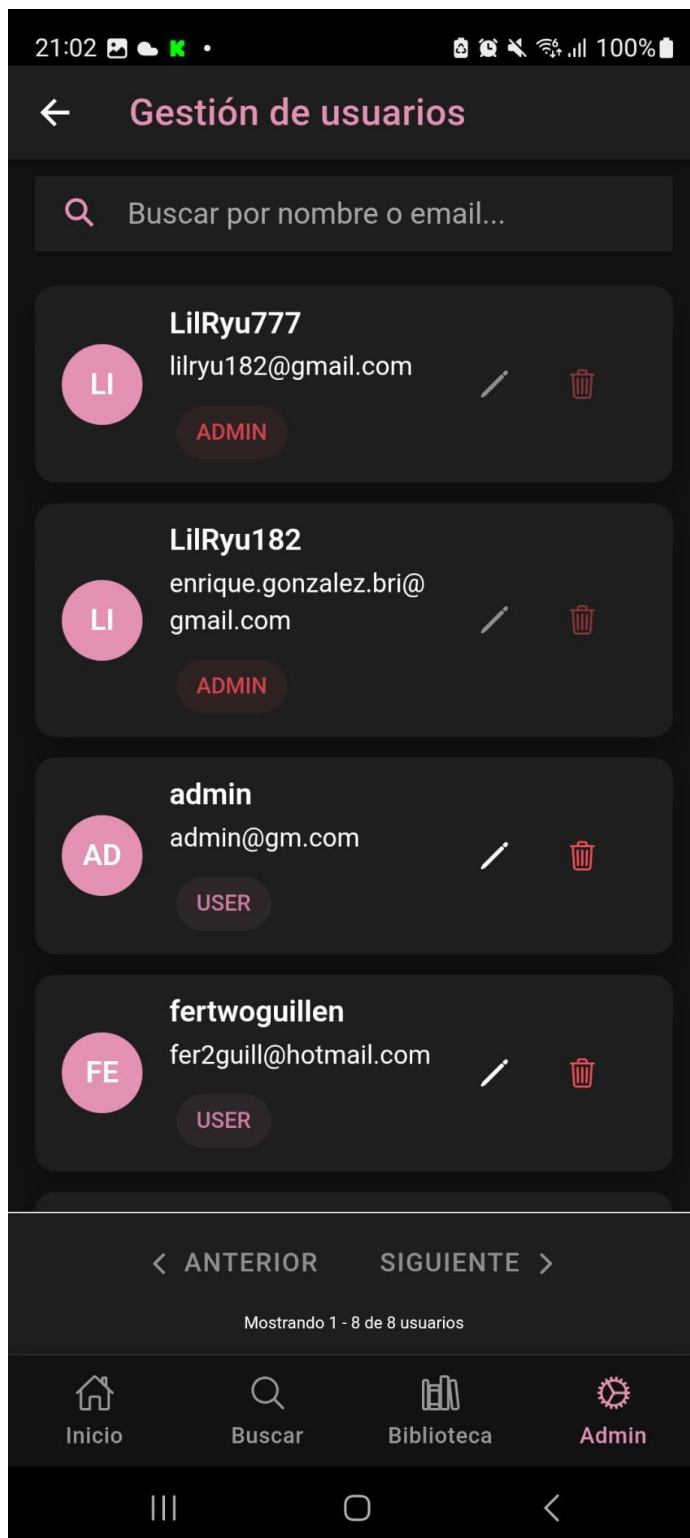 21:02
100%
Gestión de usuarios
Buscar por nombre o email...
LilRyu777
lilryu182@gmail.com
LI
ADMIN
LilRyu182
enrique.gonzalez.bri@
gmail.com
LI
ADMIN
admin
admin@gm.com
AD
USER
fertwoguillen
fer2guill@hotmail.com
FE
USER
ANTERIOR
SIGUIENTE
Mostrando 1 - 8 de 8 usuarios
Inicio
Buscar
Biblioteca
Admin